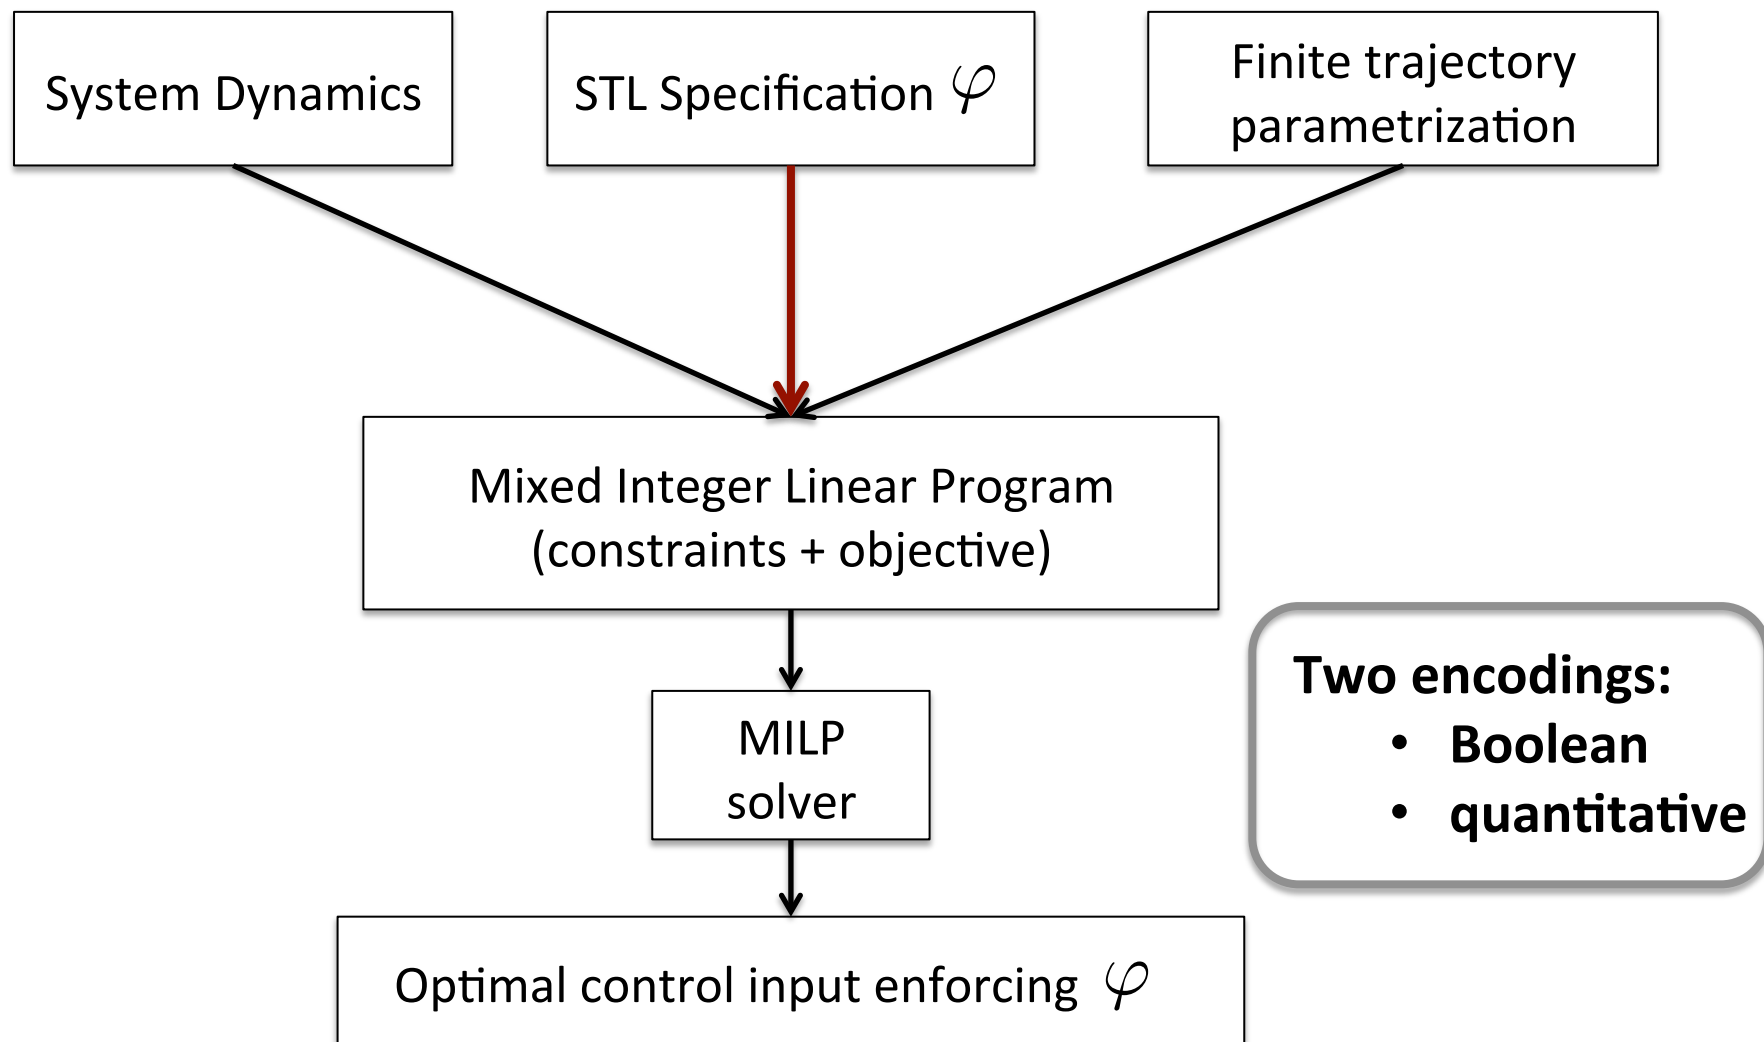 System Dynamics
STL Specification φ
Finite trajectory
parametrization
Mixed Integer Linear Program
(constraints + objective)
MILP
solver
Two encodings:
• Boolean
• quantitative
Optimal control input enforcing φ